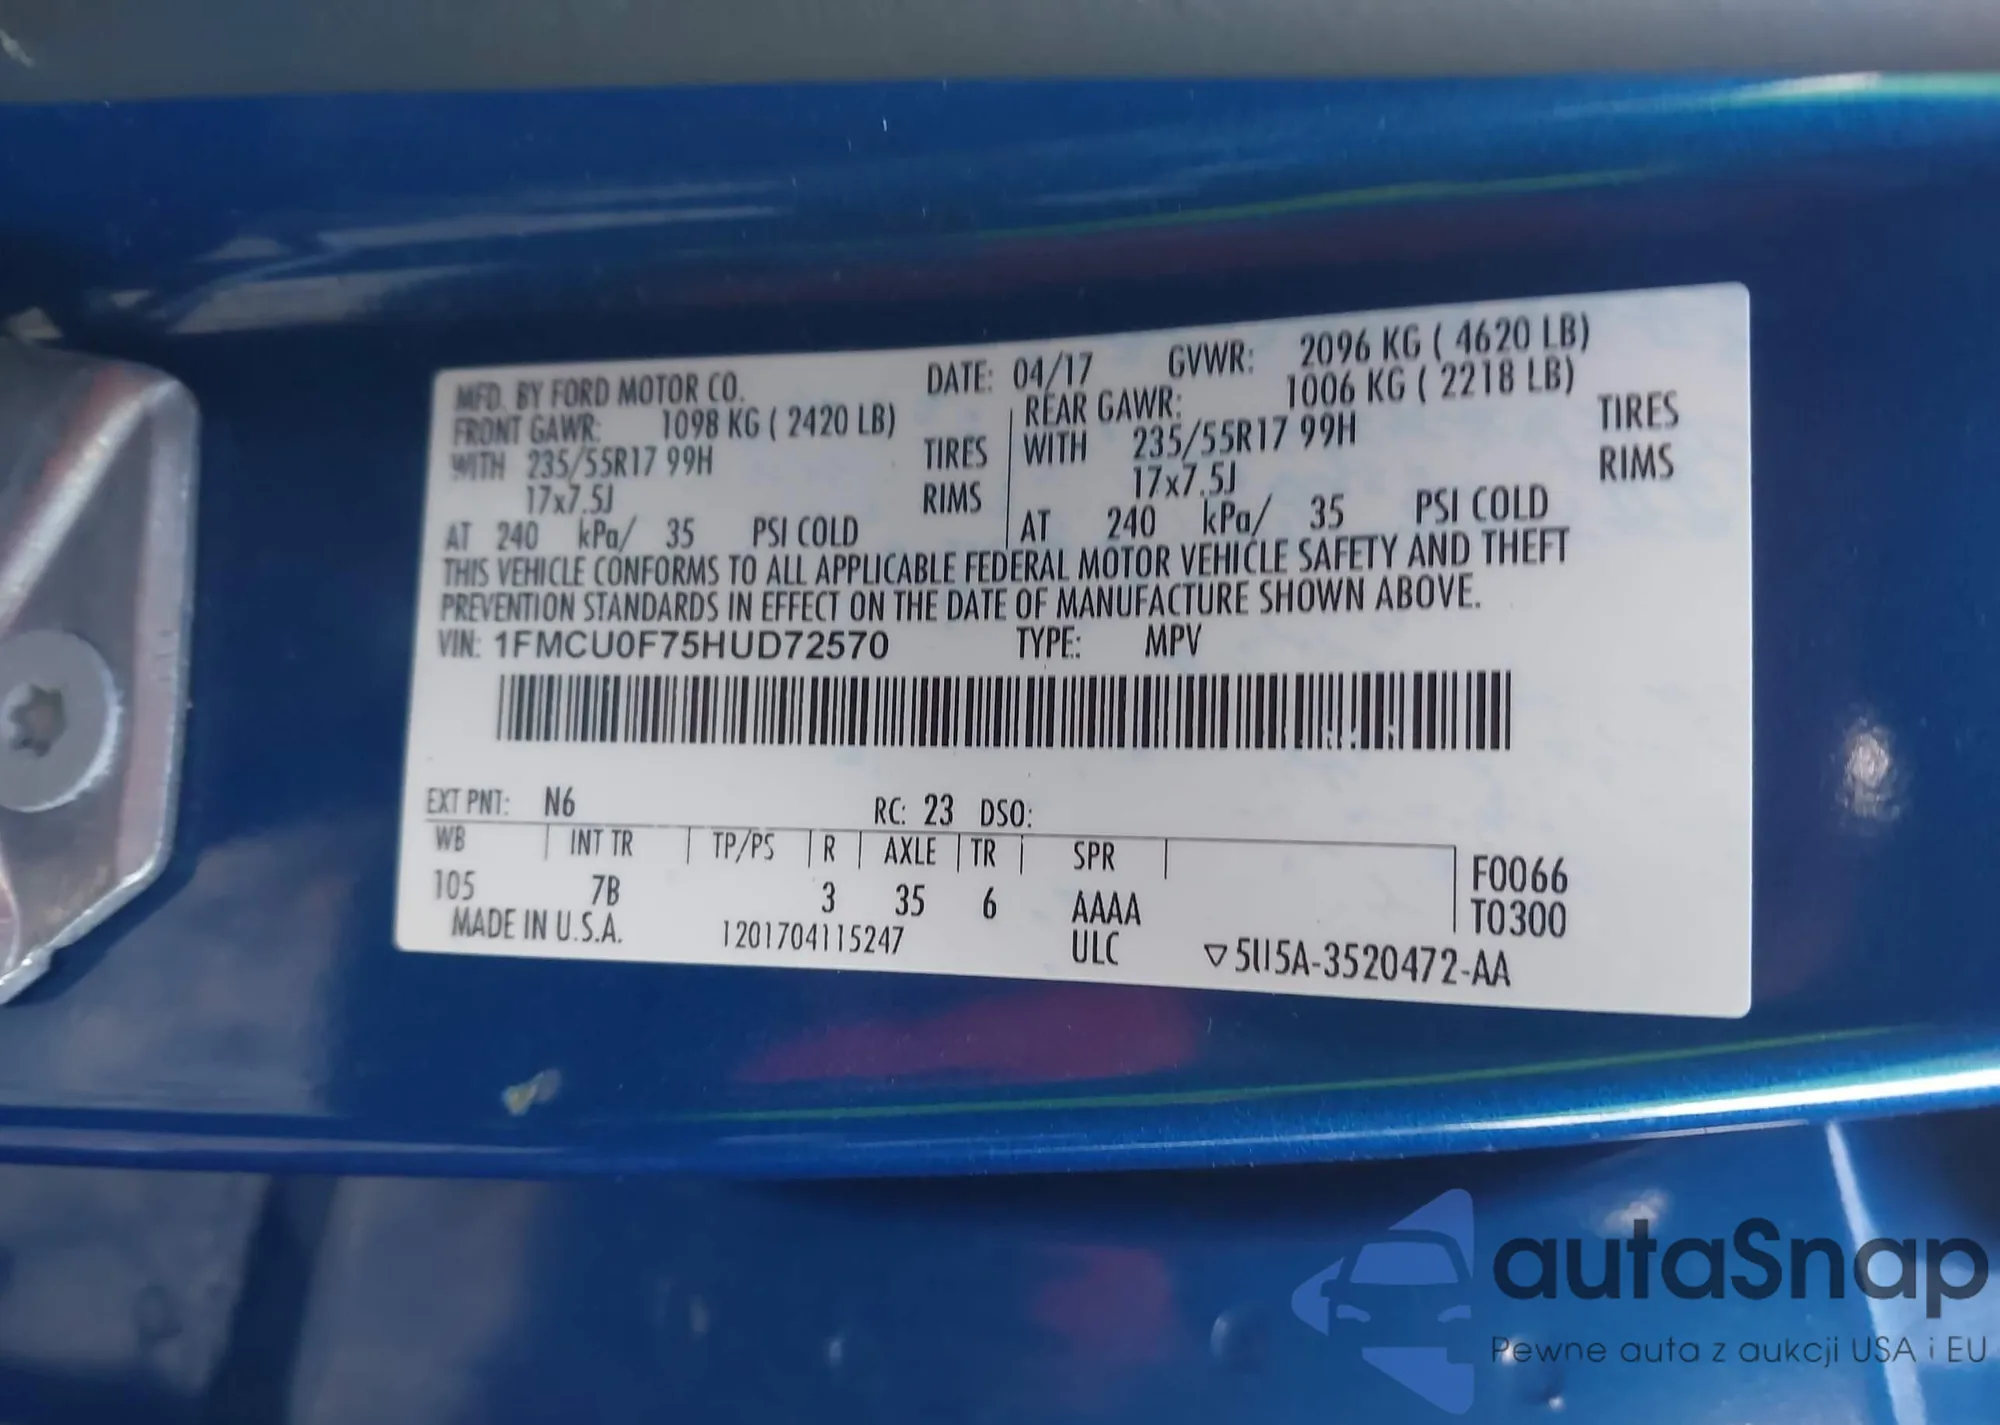 MFD. BY FORD MOTOR CO. DATE: 04/17 GVWR: 2096 KG ( 4620 LB)
FRONT GAWR: 1098 KG ( 2420 LB) REAR GAWR: 1006 KG ( 2218 LB)
WITH 235/55R17 99H TIRES WITH 235/55R17 99H TIRES
17x7.5J RIMS 17x7.5J RIMS
AT 240 kPa/ 35 PSI COLD AT 240 kPa/ 35 PSI COLD
THIS VEHICLE CONFORMS TO ALL APPLICABLE FEDERAL MOTOR VEHICLE SAFETY AND THEFT
PREVENTION STANDARDS IN EFFECT ON THE DATE OF MANUFACTURE SHOWN ABOVE.
VIN: 1FMCU0F75HUD72570 TYPE: MPV
EXT PNT: N6 RC: 23 DSO:
WB INT TR TP/PS R AXLE TR SPR F0066
105 7B 3 35 6 AAAA T0300
MADE IN U.S.A. 1201704115247 ULC ▽5U5A-3520472-AA
autaSnap
Pewne auta z aukcji USA i EU